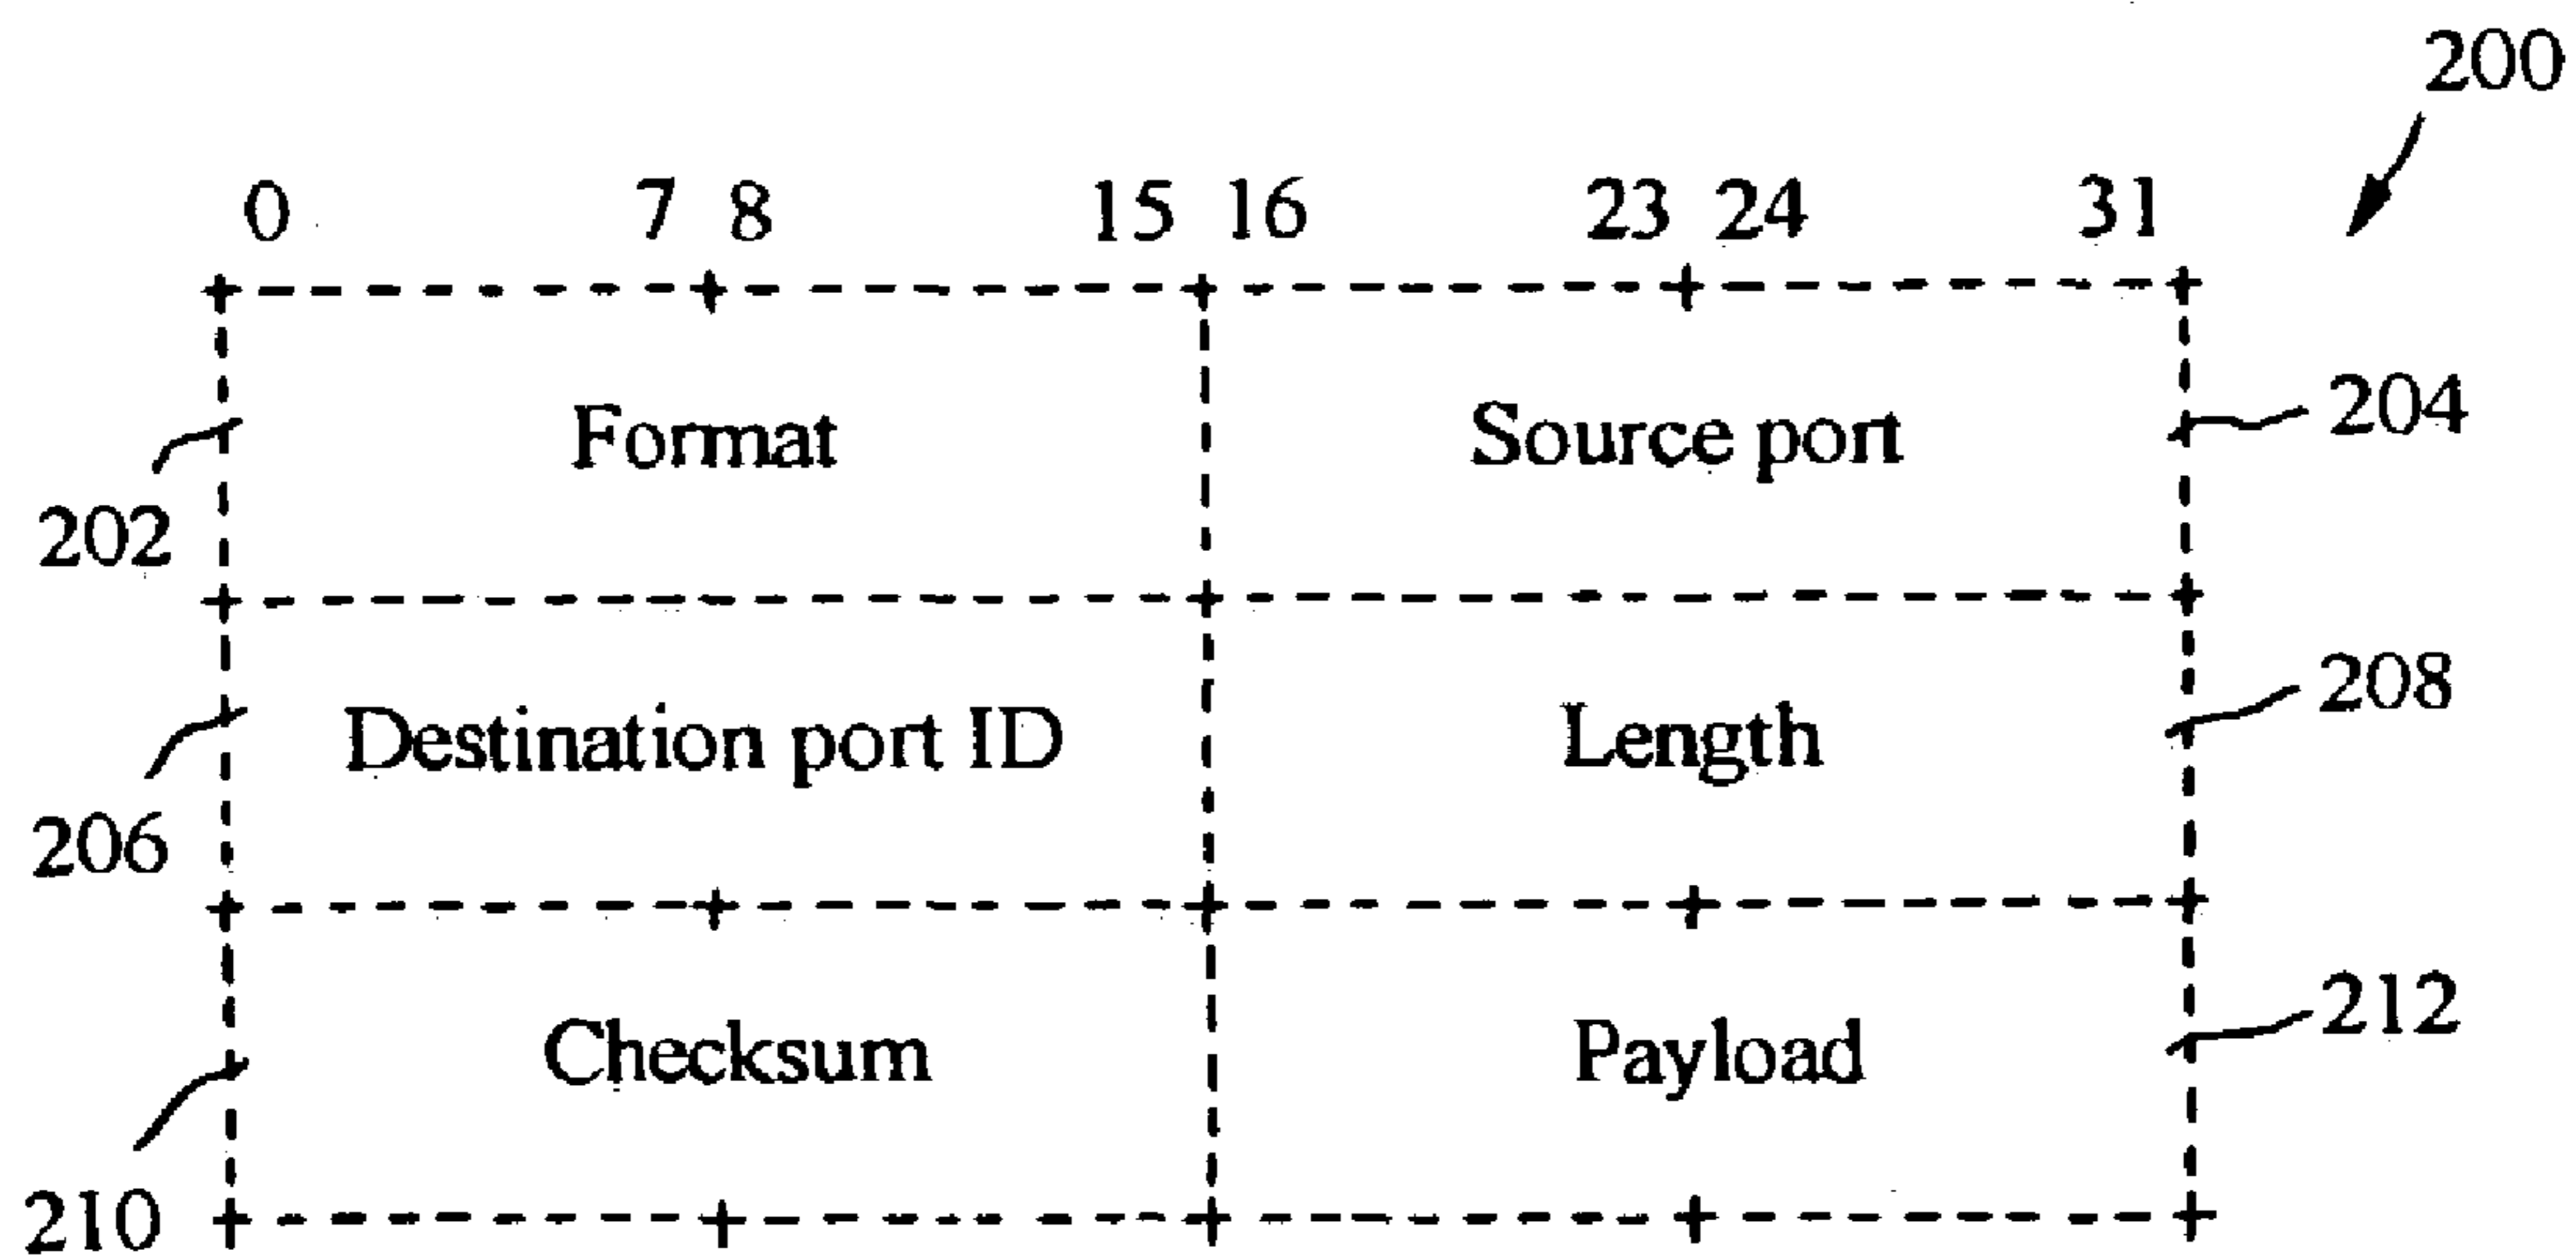 200
0 7 8 15 16 23 24 31
Format Source port
204
202
Destination port ID Length
208
206
Checksum Payload
212
210